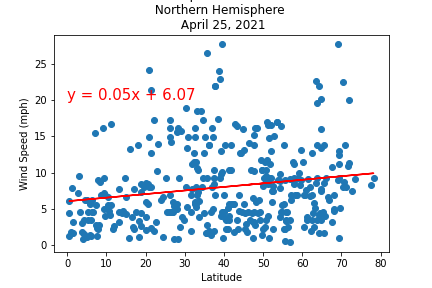 Northern Hemisphere
April 25, 2021
y = 0.05x + 6.07
Wind Speed (mph)
25
20
15
10
5
0
0 10 20 30 40 50 60 70 80
Latitude